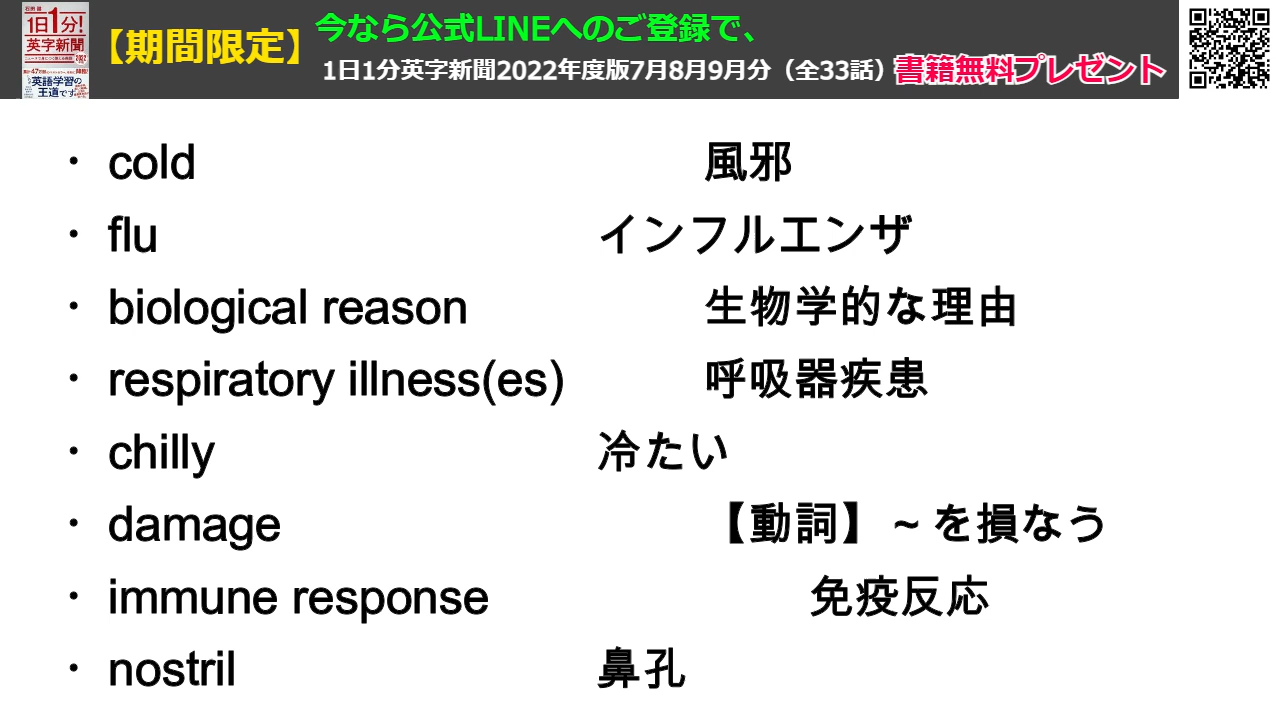 石田 健
1日1分!
英字新聞
2022
年版
英語学習の
王道です。
【期間限定】
今なら公式LINEへのご登録で、
1日1分英字新聞2022年度版7月8月9月分（全33話）書籍無料プレゼント
・ cold 風邪
・ flu インフルエンザ
・ biological reason 生物学的な理由
・ respiratory illness(es) 呼吸器疾患
・ chilly 冷たい
・ damage 【動詞】~を損なう
・ immune response 免疫反応
・ nostril 鼻孔